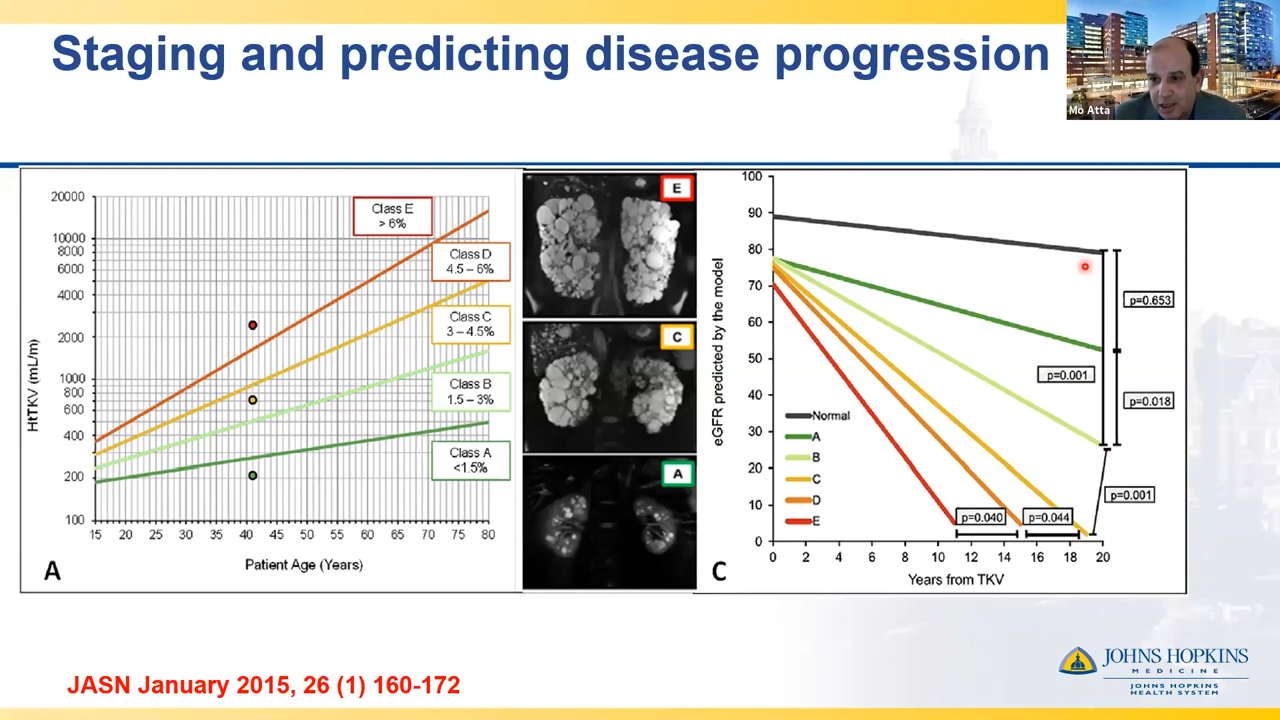 Staging and predicting disease progression
Mo Atta
20000
10000
8000
6000
4000
2000
1000
800
600
400
200
100
HtTKV (mL/m)
15 20 25 30 35 40 45 50 55 60 65 70 75 80
Patient Age (Years)
A
Class E
> 6%
Class D
4.5 – 6%
Class C
3 – 4.5%
Class B
1.5 – 3%
Class A
<1.5%
E
C
A
100
90
80
70
60
50
40
30
20
10
0
eGFR predicted by the model
Normal
A
B
C
D
E
p=0.653
p=0.001
p=0.018
p=0.001
p=0.040
p=0.044
0 2 4 6 8 10 12 14 16 18 20
Years from TKV
C
JASN January 2015, 26 (1) 160-172
JOHNS HOPKINS
MEDICINE
JOHNS HOPKINS
HEALTH SYSTEM